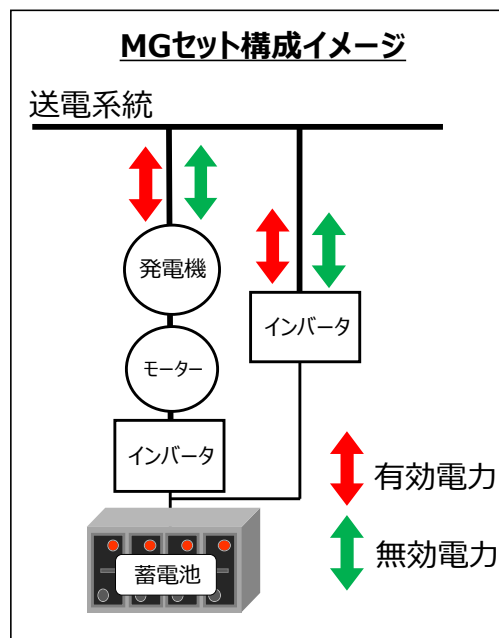 MGセット構成イメージ
送電系統
発電機
インバータ
モーター
インバータ
有効電力
蓄電池
無効電力